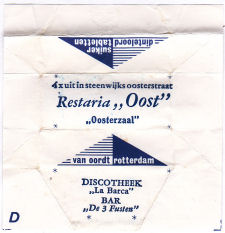 dinteloord
suiker
tabletten
4 x uit in steenwijks oosterstraat
Restaria „Oost”
„Oosterzaal”
van oordt rotterdam
DISCOTHEEK
„La Barca”
BAR
„De 3 Fusten”
D